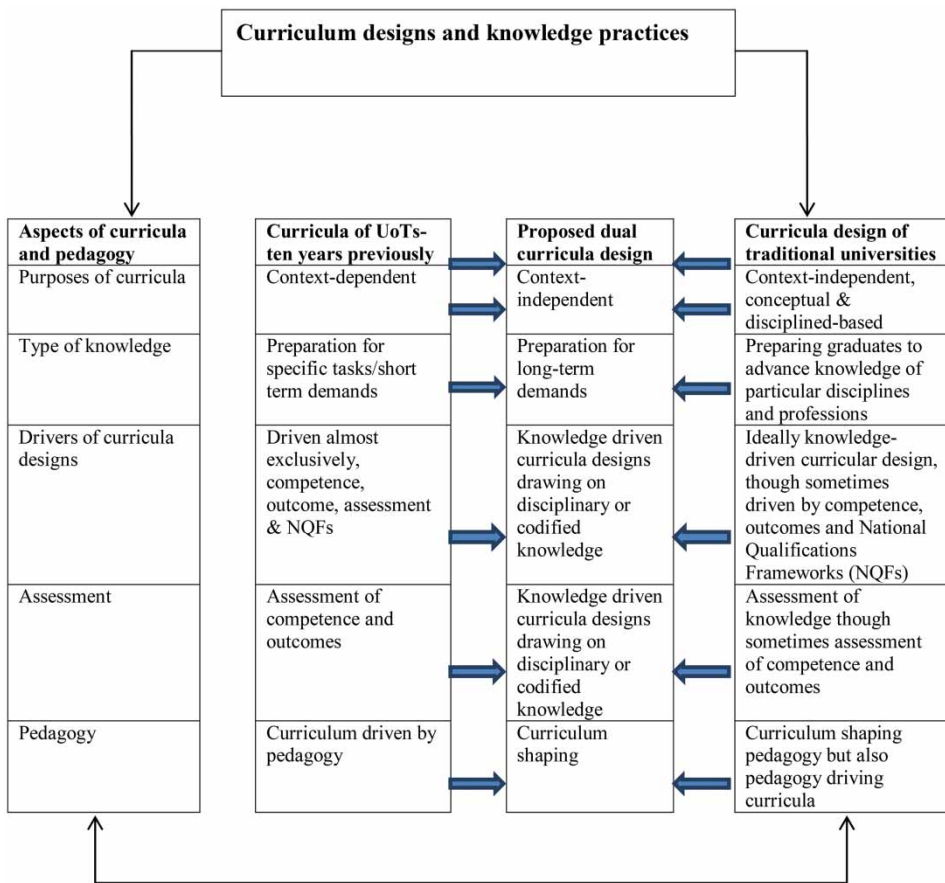 Curriculum designs and knowledge practices
Aspects of curricula
and pedagogy
Purposes of curricula
Type of knowledge
Drivers of curricula
designs
Assessment
Pedagogy
Curricula of UoTs-
ten years previously
Context-dependent
Preparation for
specific tasks/short
term demands
Driven almost
exclusively,
competence,
outcome, assessment
& NQFs
Assessment of
competence and
outcomes
Curriculum driven by
pedagogy
Proposed dual
curricula design
Context-
independent
Preparation for
long-term
demands
Knowledge driven
curricula designs
drawing on
disciplinary or
codified
knowledge
Knowledge driven
curricula designs
drawing on
disciplinary or
codified
knowledge
Curriculum
shaping
Curricula design of
traditional universities
Context-independent,
conceptual &
disciplined-based
Preparing graduates to
advance knowledge of
particular disciplines
and professions
Ideally knowledge-
driven curricular design,
though sometimes
driven by competence,
outcomes and National
Qualifications
Frameworks (NQFs)
Assessment of
knowledge though
sometimes assessment
of competence and
outcomes
Curriculum shaping
pedagogy but also
pedagogy driving
curricula